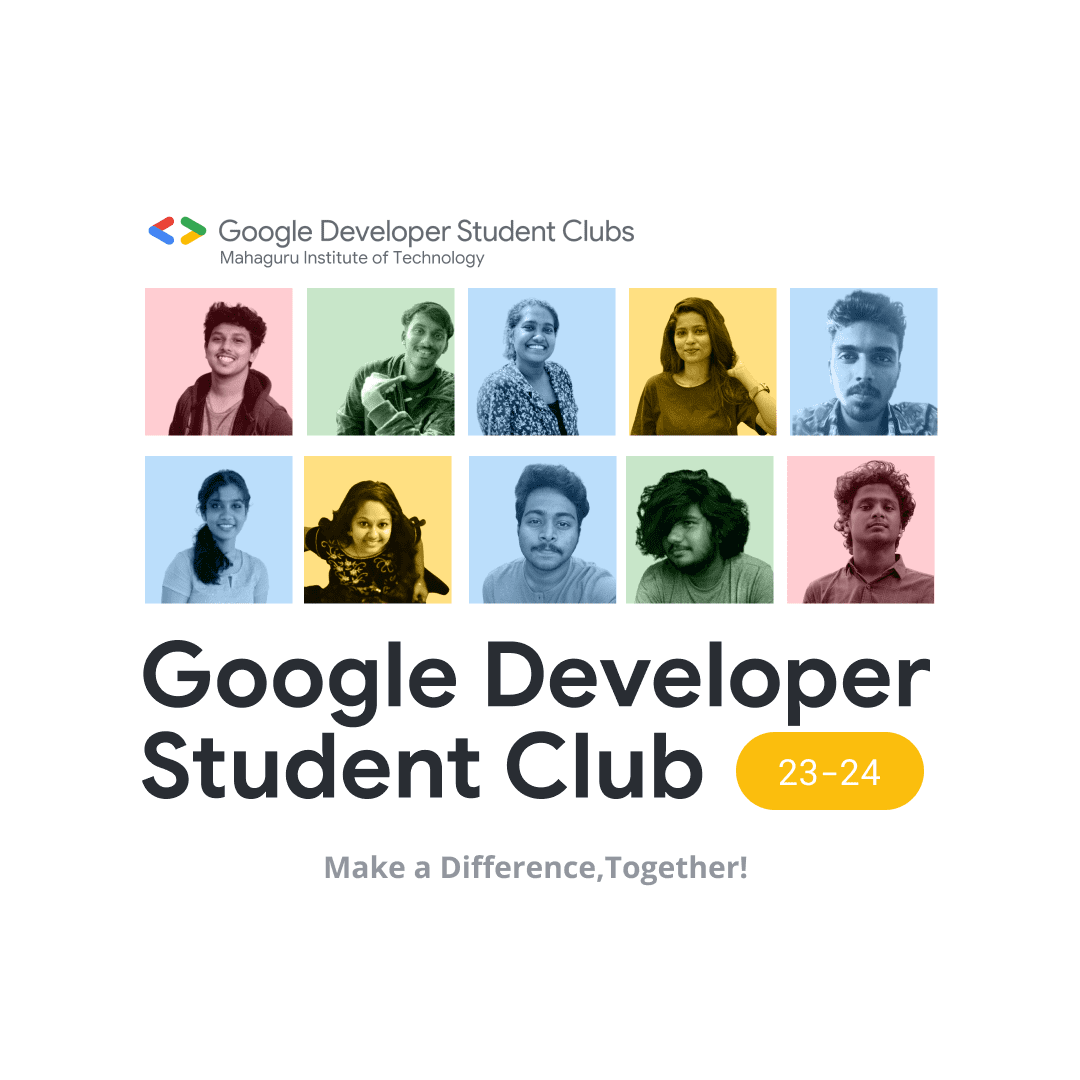 Google Developer Student Clubs
Mahaguru Institute of Technology
Google Developer
Student Club
23-24
Make a Difference,Together!